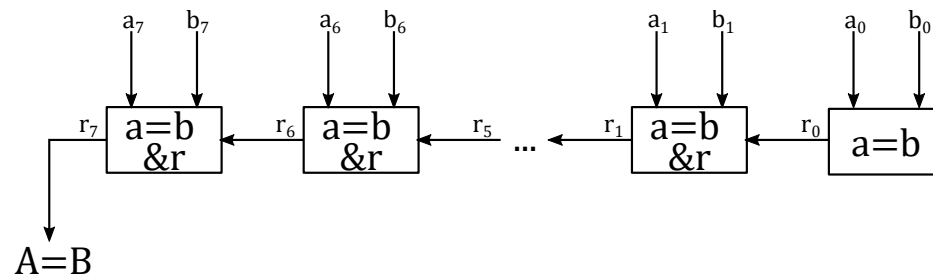 a₇ b₇ a₆ b₆ a₁ b₁ a₀ b₀
r₇ a=b &r r₆ a=b &r r₅ ... r₁ a=b &r r₀ a=b
A=B